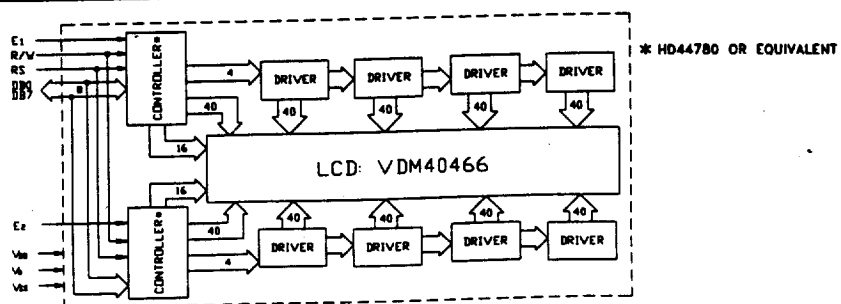 E1
R/W
RS
DB0
DB7
8
CONTROLLER*
4
40
16
DRIVER
DRIVER
DRIVER
DRIVER
40
40
40
40
* HD44780 OR EQUIVALENT
LCD: VDM40466
16
40
4
CONTROLLER*
40
40
40
40
DRIVER
DRIVER
DRIVER
DRIVER
E2